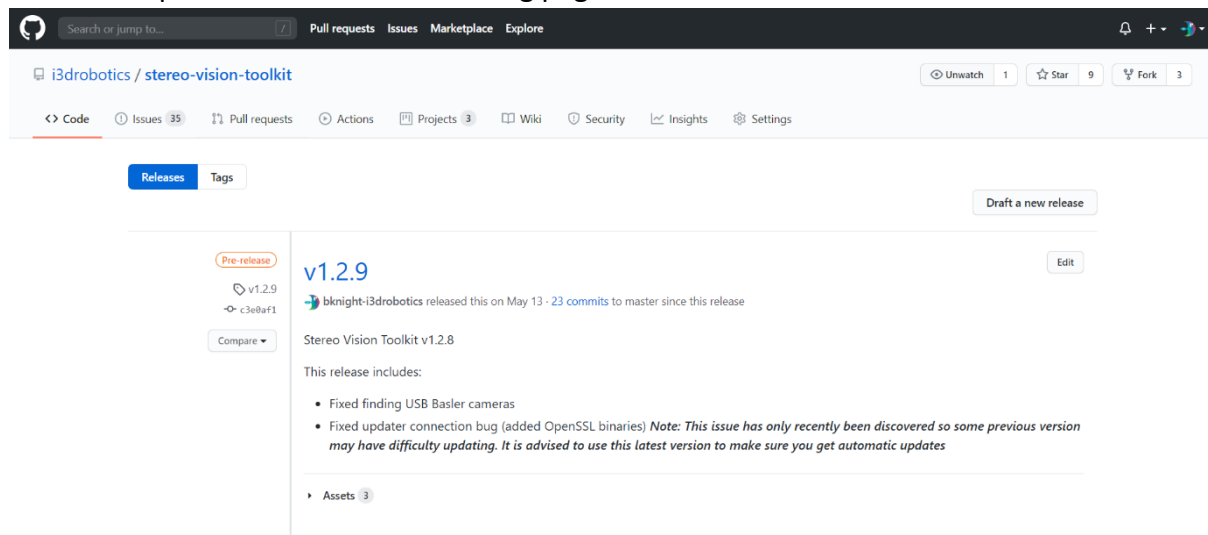 Search or jump to... /
Pull requests Issues Marketplace Explore
i3drobotics / stereo-vision-toolkit
Unwatch 1 Star 9 Fork 3
<> Code Issues 35 Pull requests Actions Projects 3 Wiki Security Insights Settings
Releases Tags
Draft a new release
Pre-release
v1.2.9
c3e0af1
Compare
v1.2.9
Edit
bknight-i3drobotics released this on May 13 · 23 commits to master since this release
Stereo Vision Toolkit v1.2.8
This release includes:
• Fixed finding USB Basler cameras
• Fixed updater connection bug (added OpenSSL binaries) Note: This issue has only recently been discovered so some previous version
may have difficulty updating. It is advised to use this latest version to make sure you get automatic updates
Assets 3